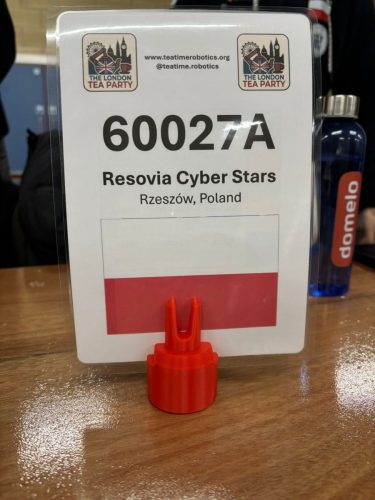 www.teatimerobotics.org
@teatime.robotics
THE LONDON
TEA PARTY
THE LONDON
TEA PARTY
60027A
Resovia Cyber Stars
Rzeszów, Poland
domelo